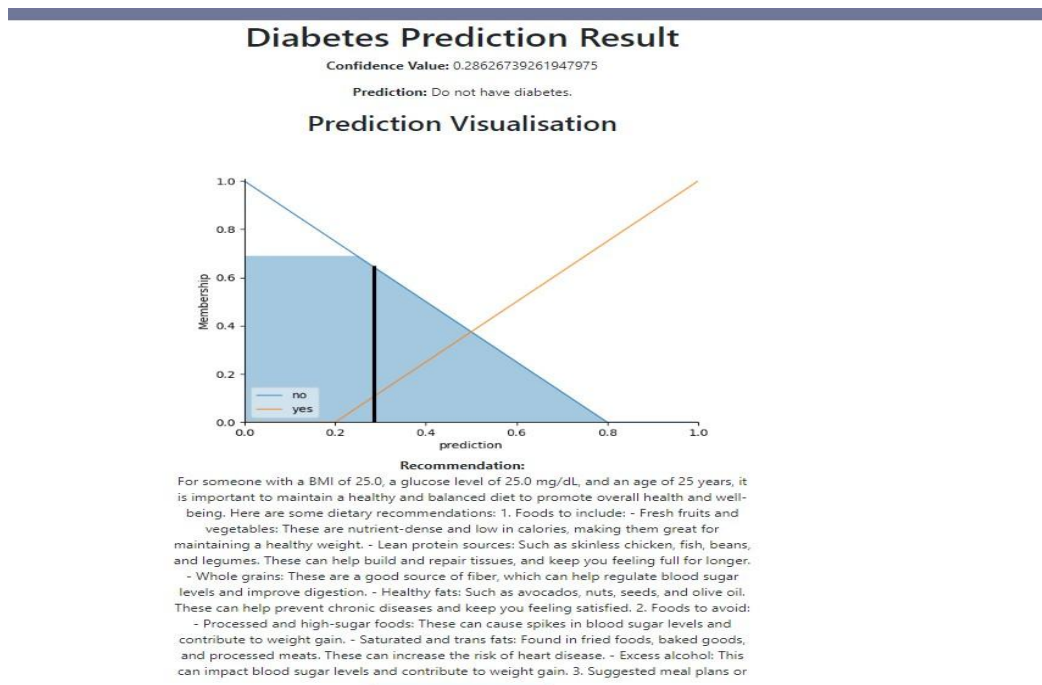 Diabetes Prediction Result
Confidence Value: 0.28626739261947975
Prediction: Do not have diabetes.
Prediction Visualisation
1.0
0.8
0.6
0.4
0.2
0.0
Membership
no
yes
0.0 0.2 0.4 0.6 0.8 1.0
prediction
Recommendation:
For someone with a BMI of 25.0, a glucose level of 25.0 mg/dL, and an age of 25 years, it
is important to maintain a healthy and balanced diet to promote overall health and well-
being. Here are some dietary recommendations: 1. Foods to include: - Fresh fruits and
vegetables: These are nutrient-dense and low in calories, making them great for
maintaining a healthy weight. - Lean protein sources: Such as skinless chicken, fish, beans,
and legumes. These can help build and repair tissues, and keep you feeling full for longer.
- Whole grains: These are a good source of fiber, which can help regulate blood sugar
levels and improve digestion. - Healthy fats: Such as avocados, nuts, seeds, and olive oil.
These can help prevent chronic diseases and keep you feeling satisfied. 2. Foods to avoid:
- Processed and high-sugar foods: These can cause spikes in blood sugar levels and
contribute to weight gain. - Saturated and trans fats: Found in fried foods, baked goods,
and processed meats. These can increase the risk of heart disease. - Excess alcohol: This
can impact blood sugar levels and contribute to weight gain. 3. Suggested meal plans or